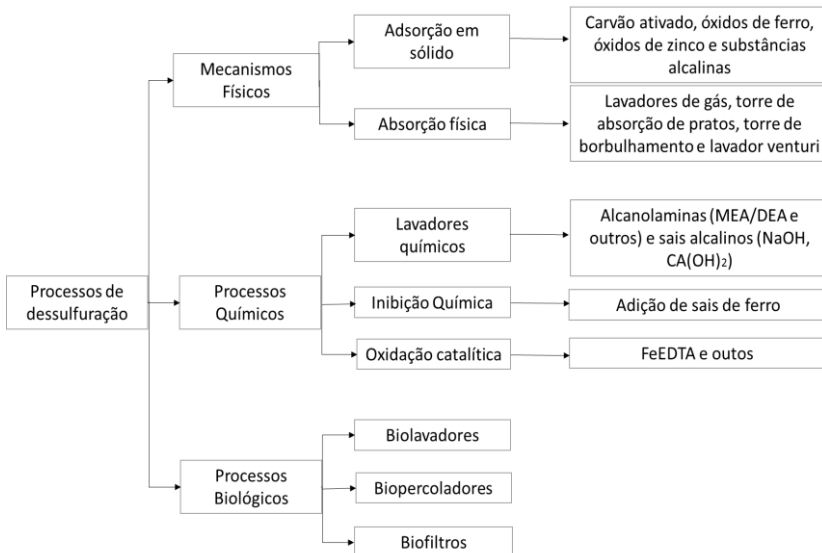 Processos de
dessulfuração
Mecanismos
Físicos
Adsorção em
sólido
Carvão ativado, óxidos de ferro,
óxidos de zinco e substâncias
alcalinas
Absorção física
Lavadores de gás, torre de
absorção de pratos, torre de
borbulhamento e lavador venturi
Processos
Químicos
Lavadores
químicos
Alcanolaminas (MEA/DEA e
outros) e sais alcalinos (NaOH,
CA(OH)2)
Inibição Química
Adição de sais de ferro
Oxidação catalítica
FeEDTA e outos
Processos
Biológicos
Biolavadores
Biopercoladores
Biofiltros